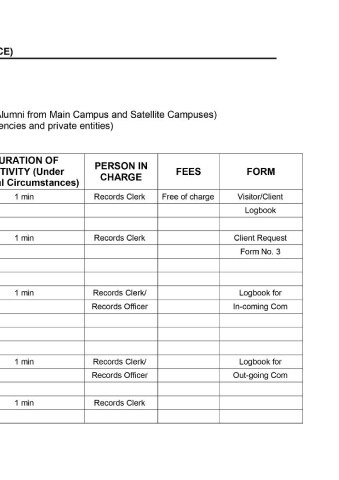 CE)
Alumni from Main Campus and Satellite Campuses)
encies and private entities)
URATION OF
TIVITY (Under
al Circumstances)
PERSON IN
CHARGE
FEES
FORM
1 min Records Clerk Free of charge Visitor/Client
Logbook
1 min Records Clerk Client Request
Form No. 3
1 min Records Clerk/ Logbook for
Records Officer In-coming Com
1 min Records Clerk/ Logbook for
Records Officer Out-going Com
1 min Records Clerk